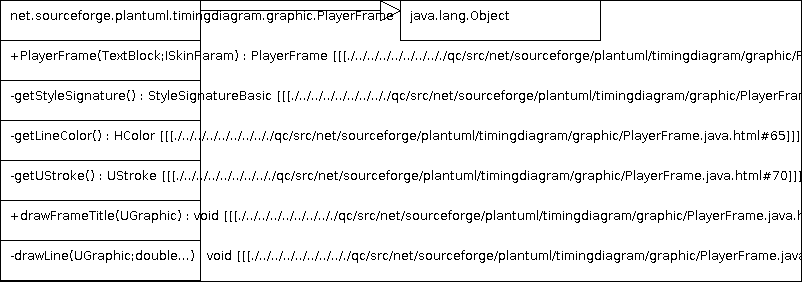 net.sourceforge.plantuml.timingdiagram.graphic.PlayerFrame
java.lang.Object
+PlayerFrame(TextBlock;ISkinParam) : PlayerFrame [[[./../../../../../../../qc/src/net/sourceforge/plantuml/timingdiagram/graphic/P
-getStyleSignature() : StyleSignatureBasic [[[./../../../../../../../qc/src/net/sourceforge/plantuml/timingdiagram/graphic/PlayerFram
-getLineColor() : HColor [[[./../../../../../../../qc/src/net/sourceforge/plantuml/timingdiagram/graphic/PlayerFrame.java.html#65]]]
-getUStroke() : UStroke [[[./../../../../../../../qc/src/net/sourceforge/plantuml/timingdiagram/graphic/PlayerFrame.java.html#70]]]
+drawFrameTitle(UGraphic) : void [[[./../../../../../../../qc/src/net/sourceforge/plantuml/timingdiagram/graphic/PlayerFrame.java.h
-drawLine(UGraphic;double...) : void [[[./../../../../../../../qc/src/net/sourceforge/plantuml/timingdiagram/graphic/PlayerFrame.java